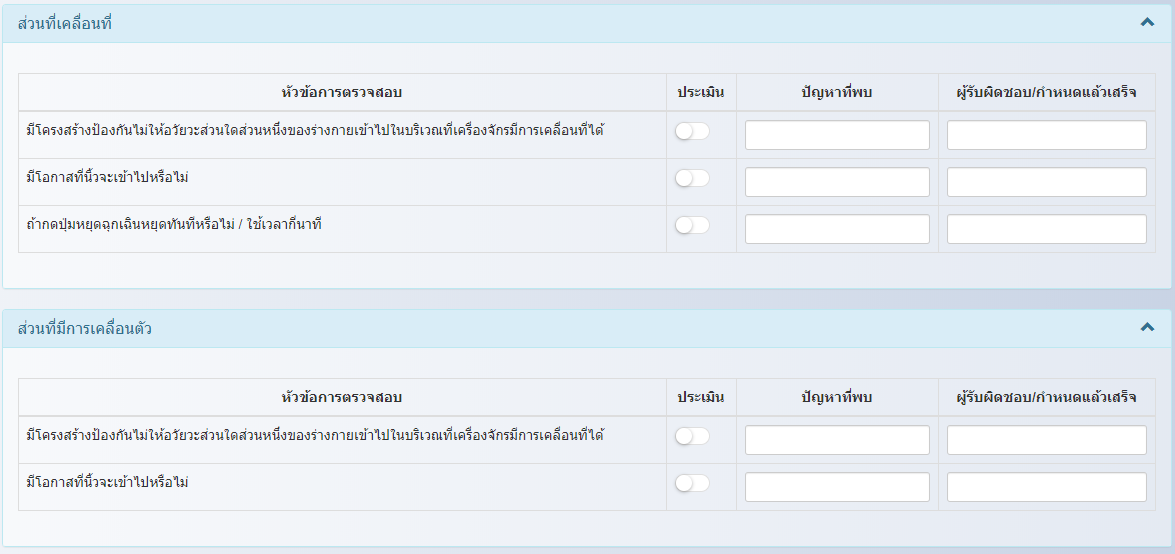 ส่วนที่เคลื่อนที่
หัวข้อการตรวจสอบ ประเมิน ปัญหาที่พบ ผู้รับผิดชอบ/กำหนดแล้วเสร็จ
มีโครงสร้างป้องกันไม่ให้อวัยวะส่วนใดส่วนหนึ่งของร่างกายเข้าไปในบริเวณที่เครื่องจักรมีการเคลื่อนที่ได้
มีโอกาสที่นิ้วจะเข้าไปหรือไม่
ถ้ากดปุ่มหยุดฉุกเฉินหยุดทันทีหรือไม่ / ใช้เวลากี่นาที
ส่วนที่มีการเคลื่อนตัว
หัวข้อการตรวจสอบ ประเมิน ปัญหาที่พบ ผู้รับผิดชอบ/กำหนดแล้วเสร็จ
มีโครงสร้างป้องกันไม่ให้อวัยวะส่วนใดส่วนหนึ่งของร่างกายเข้าไปในบริเวณที่เครื่องจักรมีการเคลื่อนที่ได้
มีโอกาสที่นิ้วจะเข้าไปหรือไม่